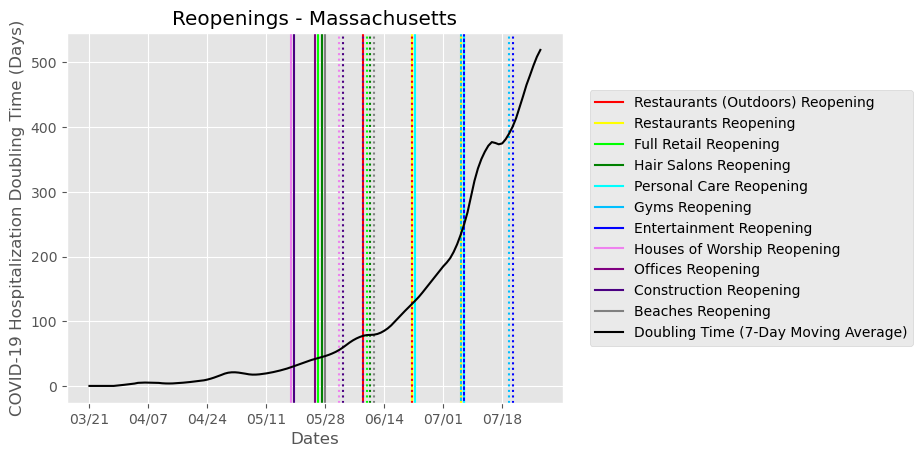 Reopenings - Massachusetts
COVID-19 Hospitalization Doubling Time (Days)
500
400
300
200
100
0
03/21 04/07 04/24 05/11 05/28 06/14 07/01 07/18
Dates
Restaurants (Outdoors) Reopening
Restaurants Reopening
Full Retail Reopening
Hair Salons Reopening
Personal Care Reopening
Gyms Reopening
Entertainment Reopening
Houses of Worship Reopening
Offices Reopening
Construction Reopening
Beaches Reopening
Doubling Time (7-Day Moving Average)